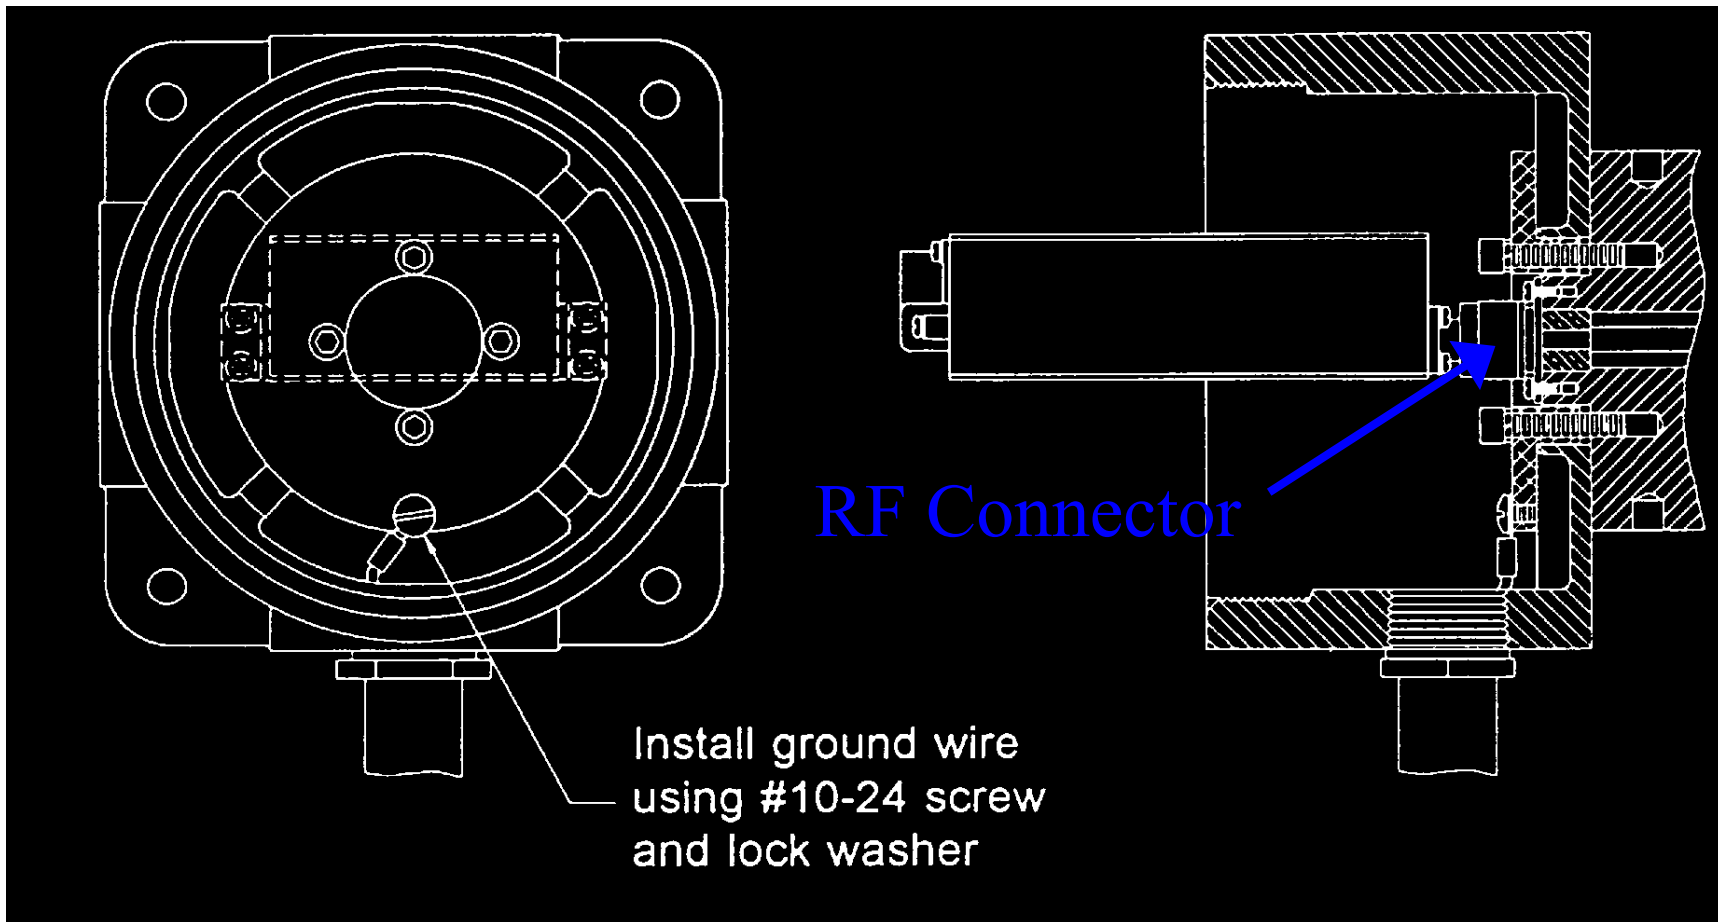 RF Connector
Install ground wire
using #10-24 screw
and lock washer